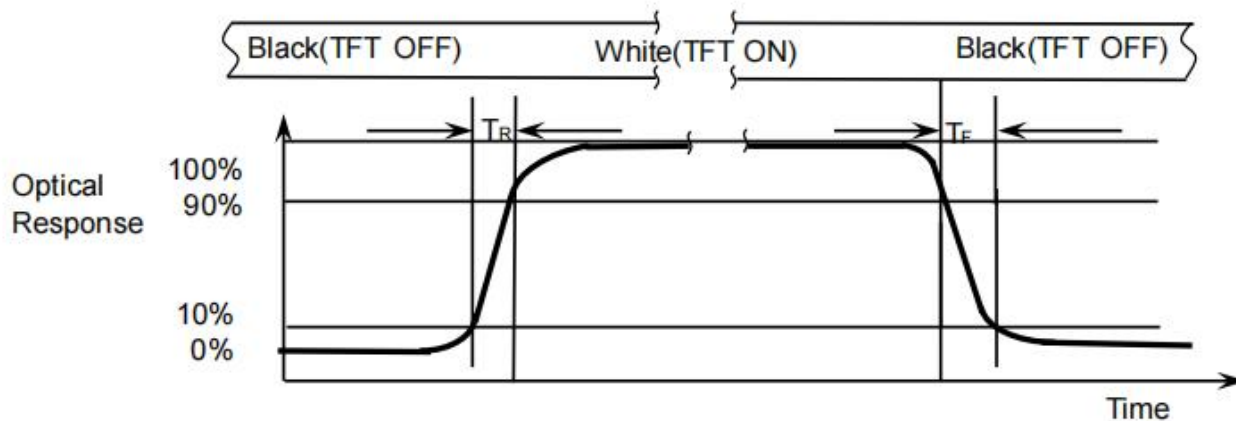 Black(TFT OFF) White(TFT ON) Black(TFT OFF)
TR TF
100%
Optical
Response
90%
10%
0%
Time